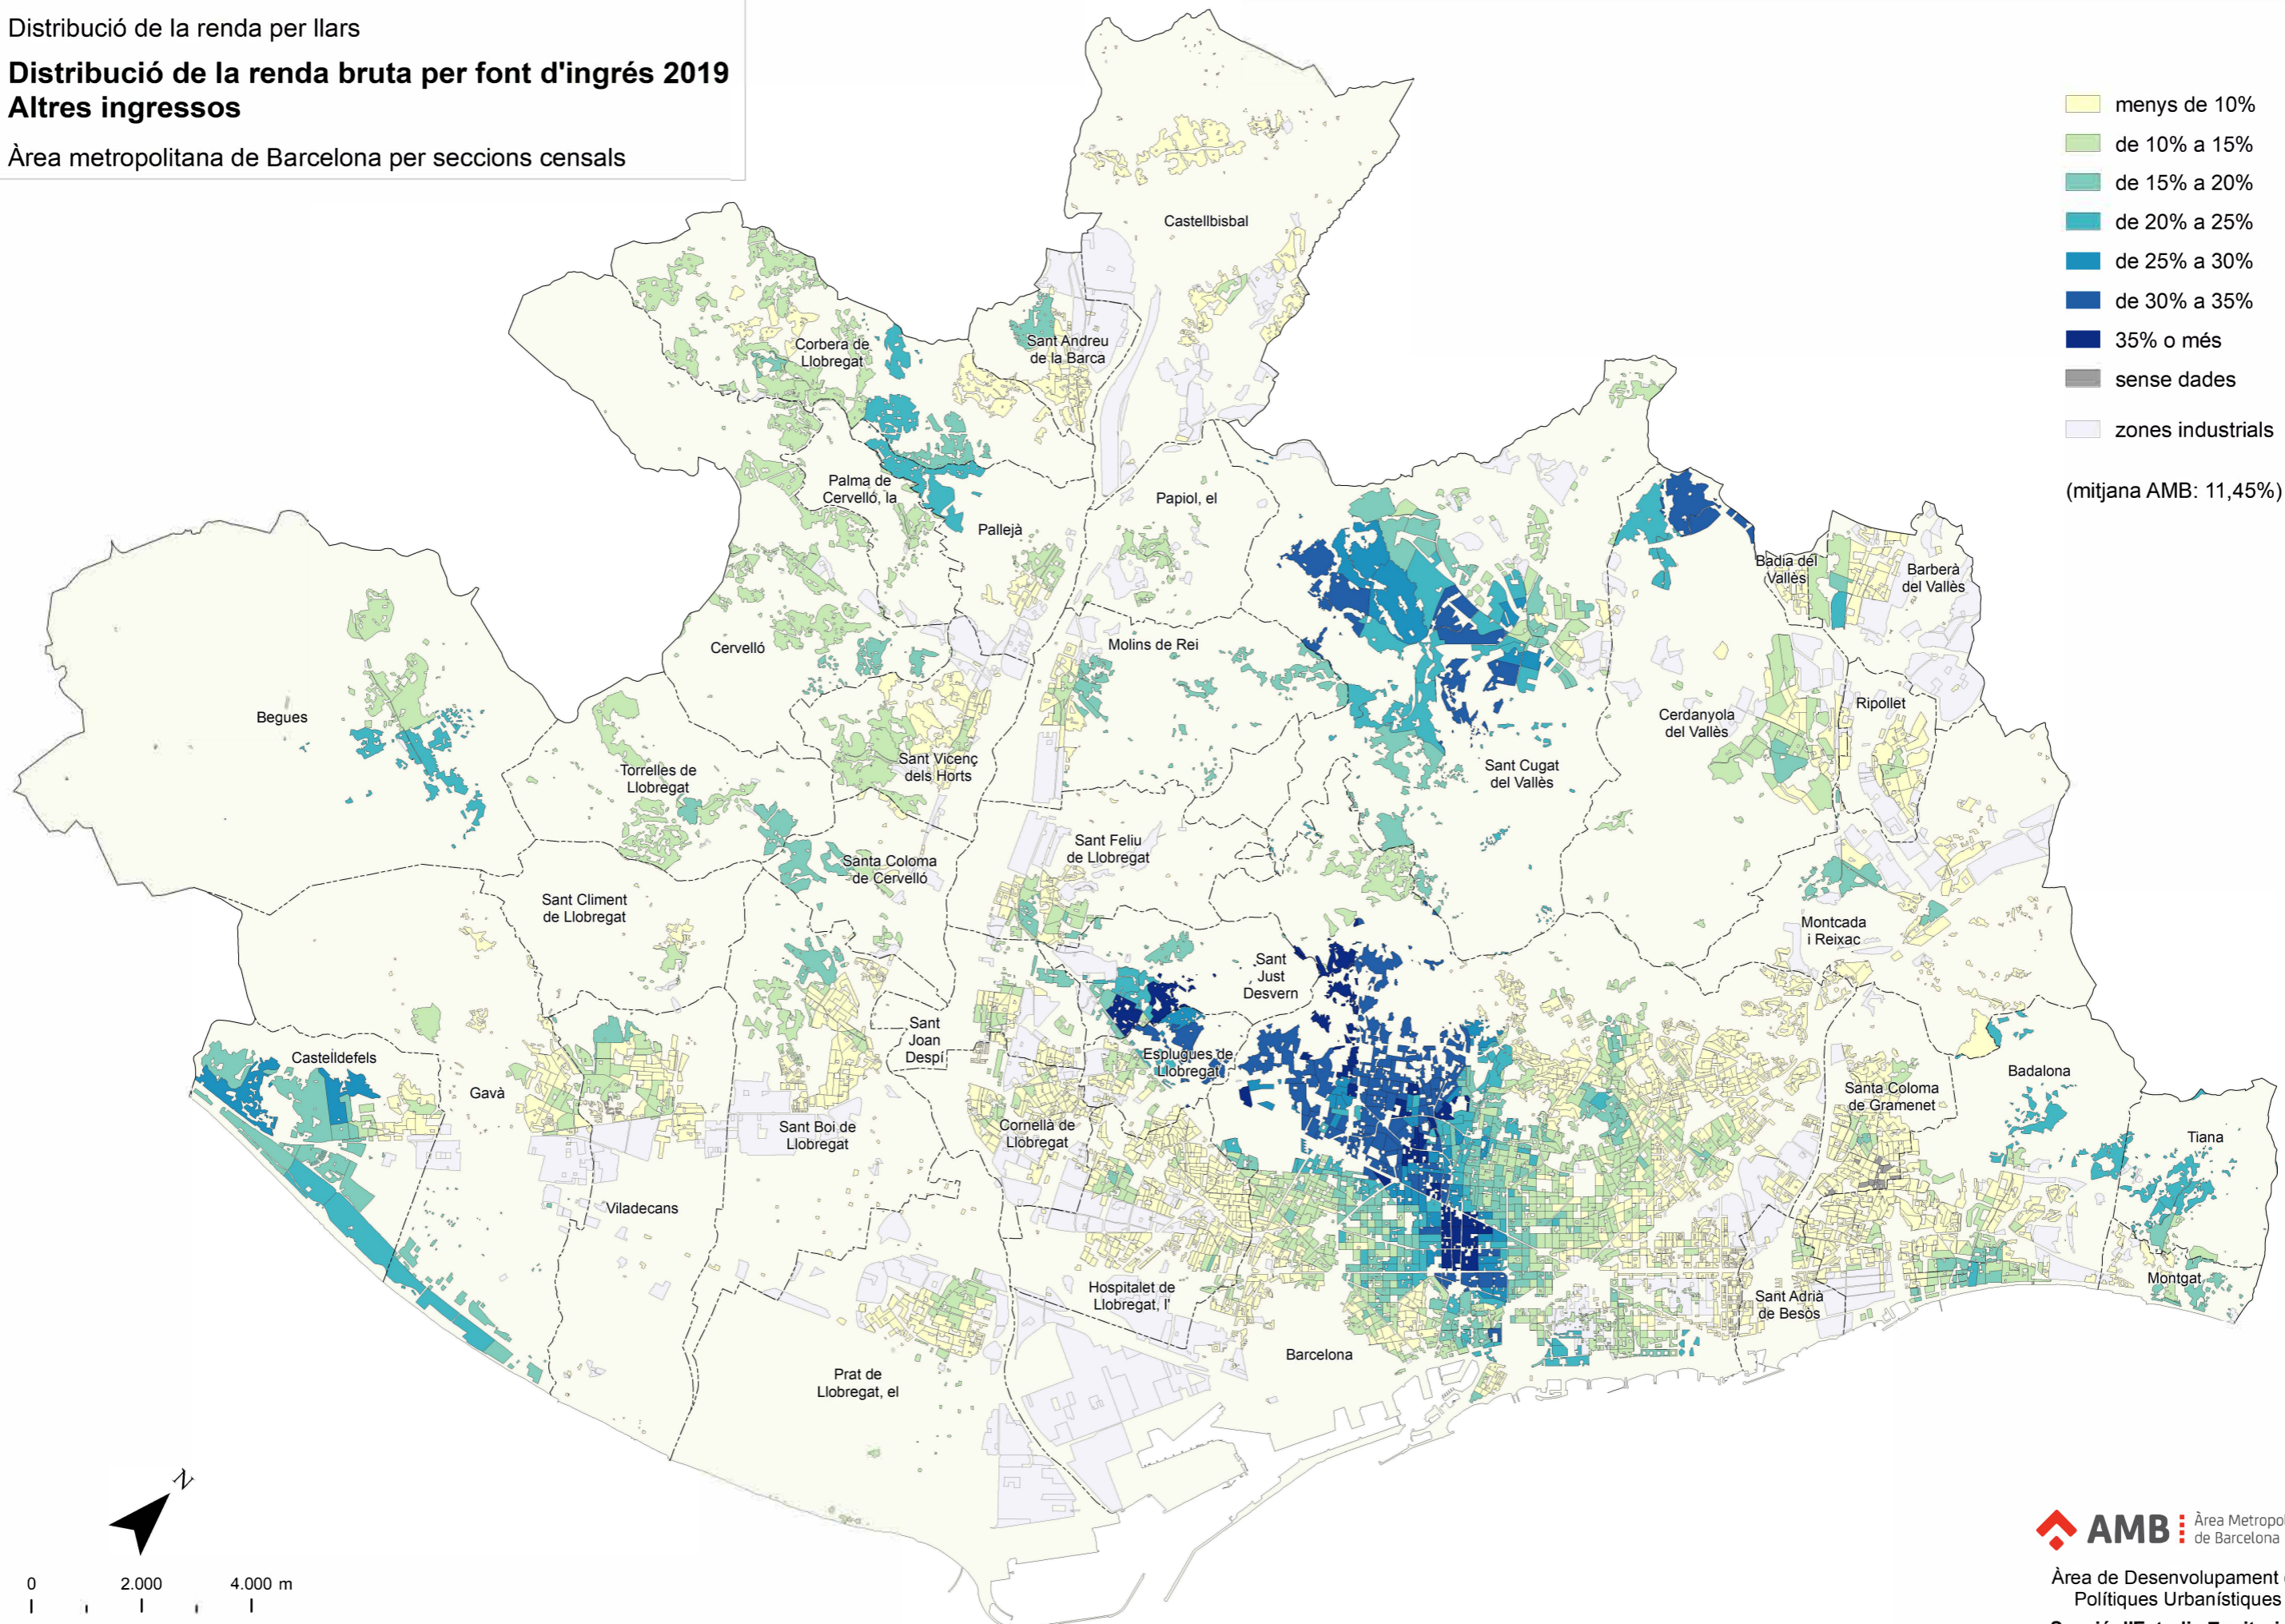 Distribució de la renda per llars
Distribució de la renda bruta per font d'ingrés 2019
Altres ingressos
Àrea metropolitana de Barcelona per seccions censals
menys de 10%
de 10% a 15%
de 15% a 20%
de 20% a 25%
de 25% a 30%
de 30% a 35%
35% o més
sense dades
zones industrials
(mitjana AMB: 11,45%)
Castellbisbal
Corbera de
Llobregat
Sant Andreu
de la Barca
Palma de
Cervelló, la
Pallejà
Papiol, el
Badia del
Vallès
Barberà
del Vallès
Cervelló
Molins de Rei
Begues
Ripollet
Cerdanyola
del Vallès
Sant Vicenç
dels Horts
Torrelles de
Llobregat
Sant Cugat
del Vallès
Sant Feliu
de Llobregat
Santa Coloma
de Cervelló
Sant Climent
de Llobregat
Montcada
i Reixac
Sant
Just
Desvern
Sant
Joan
Despí
Castelldefels
Esplugues de
Llobregat
Badalona
Gavà
Santa Coloma
de Gramenet
Sant Boi de
Llobregat
Cornellà de
Llobregat
Tiana
Viladecans
Montgat
Hospitalet de
Llobregat, l'
Sant Adrià
de Besòs
Barcelona
Prat de
Llobregat, el
N
0 2.000 4.000 m
AMB
Àrea
de Barcelona
Àrea de Desenvolupament
Polítiques Urbanístiques